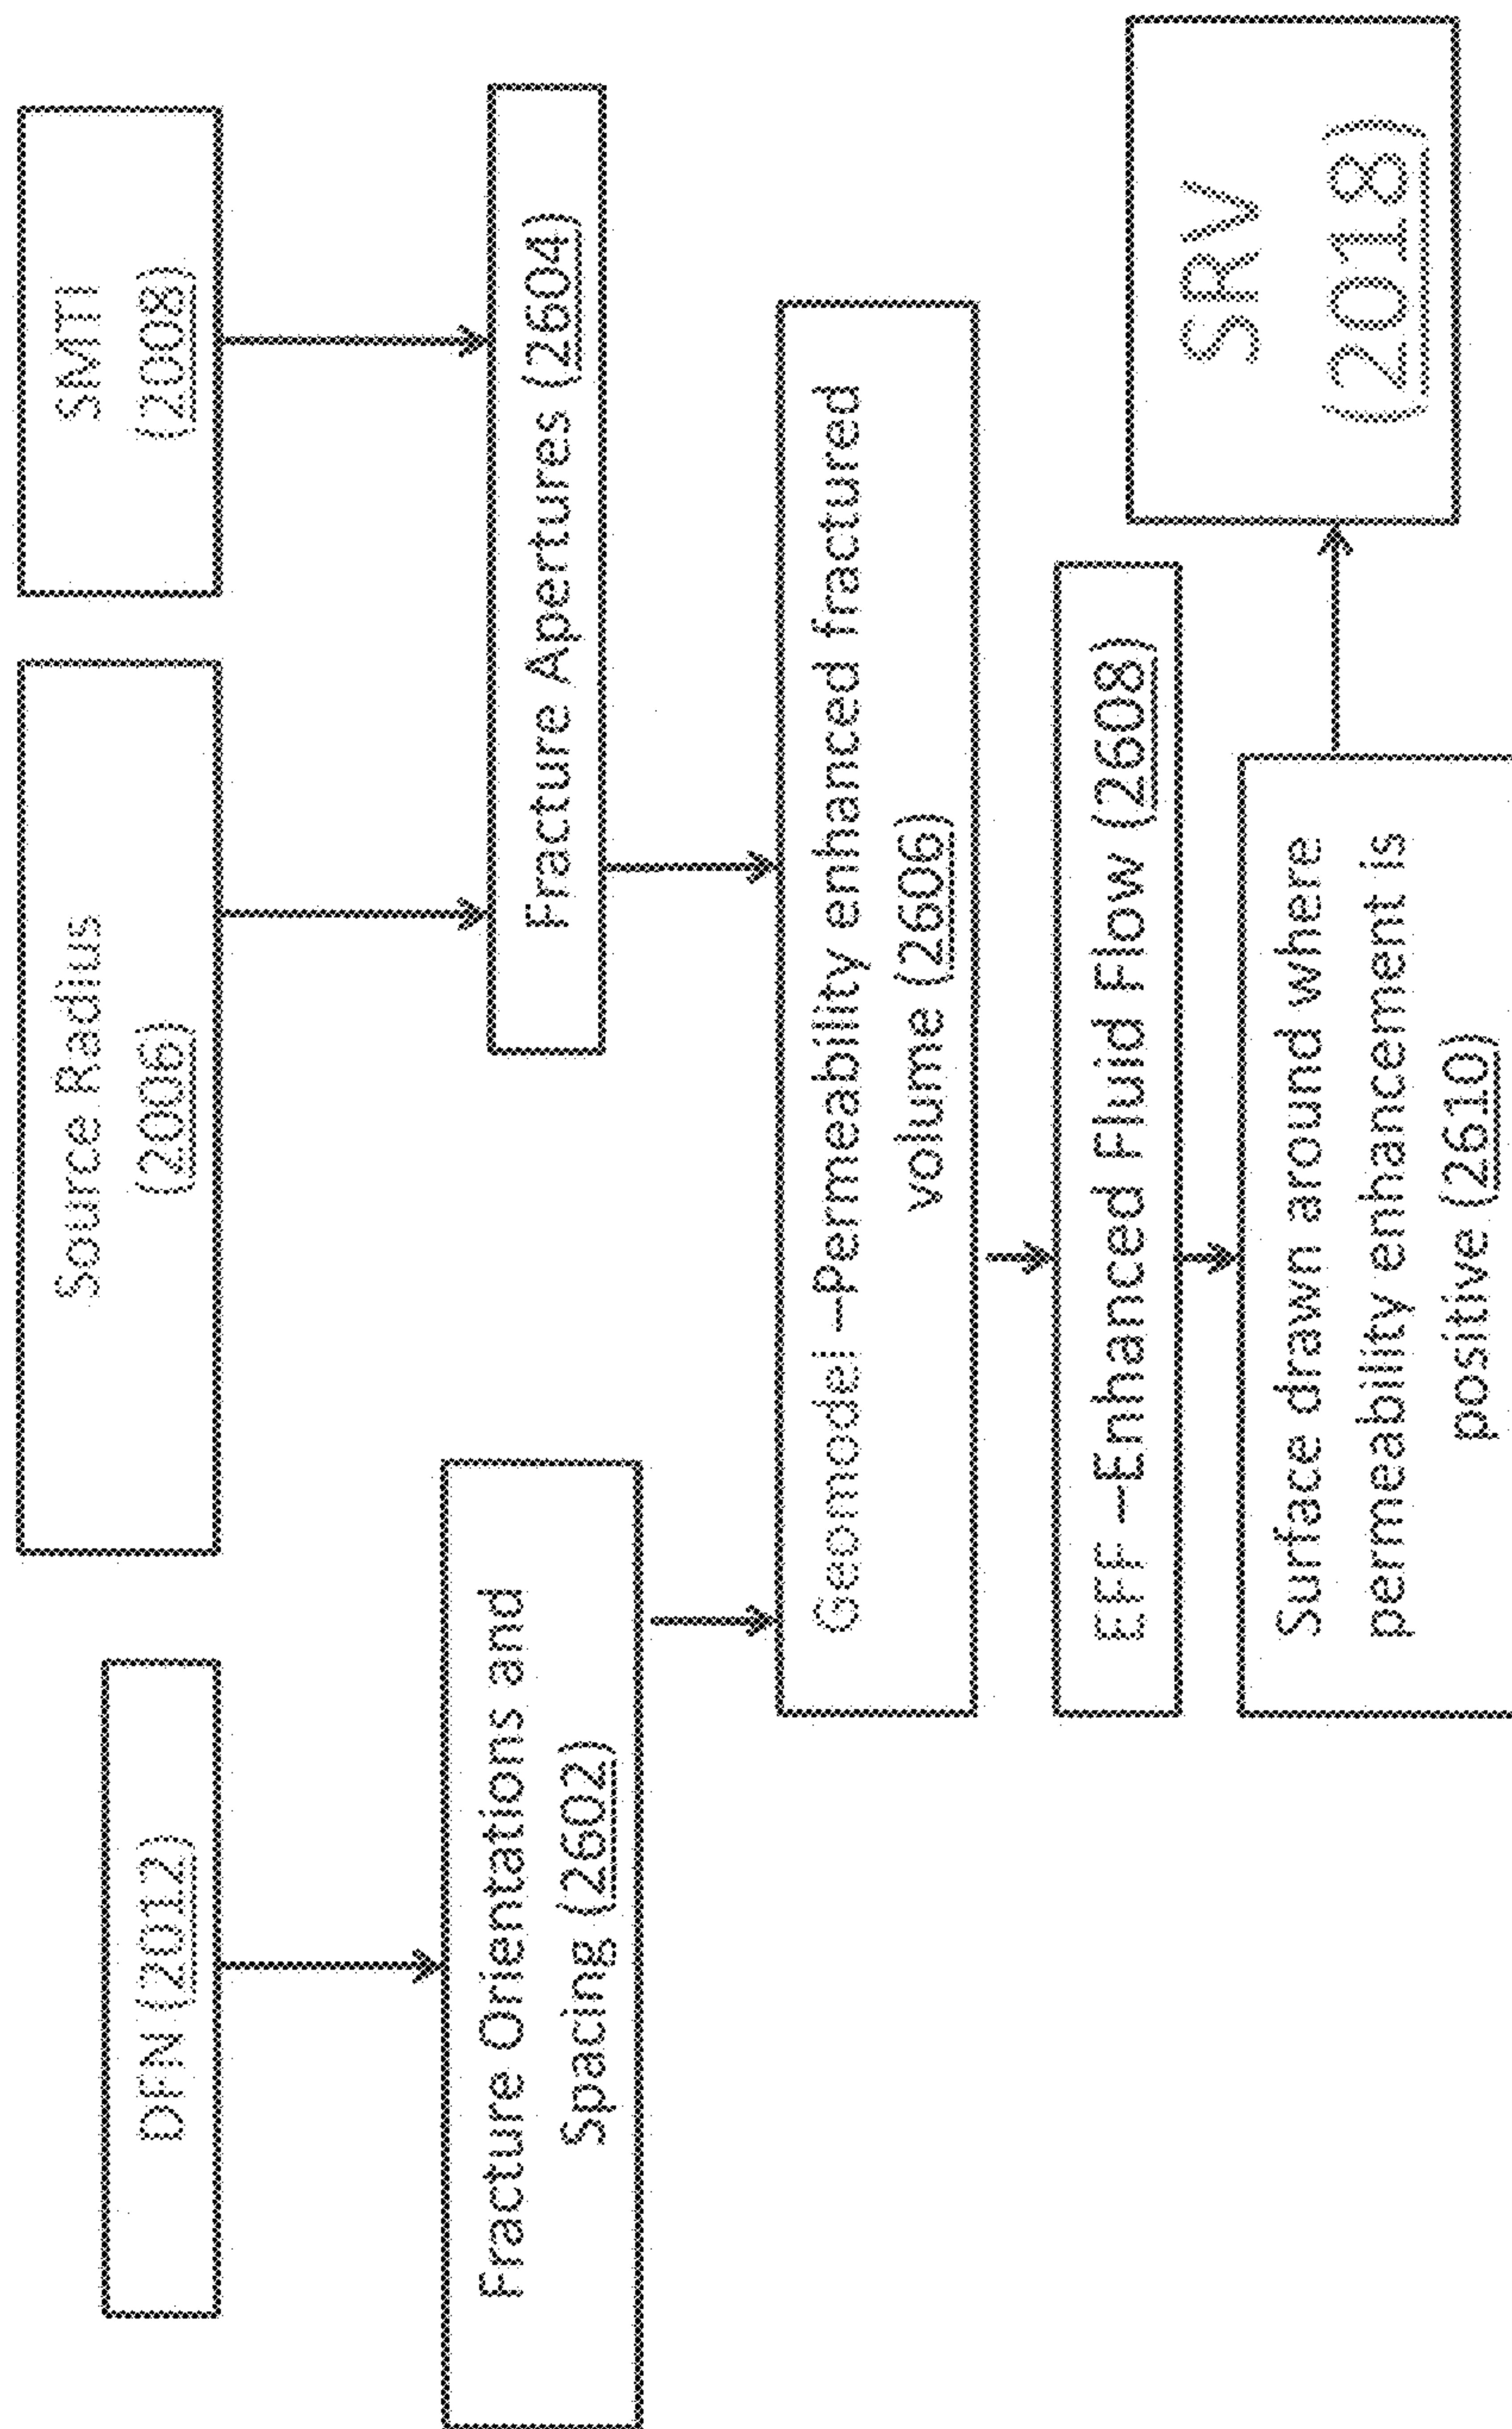 DFN (2012)
Source Radius
(2006)
SMTI
(2008)
Fracture Orientations and
Spacing (2602)
Fracture Apertures (2604)
Geomodel –Permeability enhanced fractured
volume (2606)
EFF –Enhanced Fluid Flow (2608)
Surface drawn around where
permeability enhancement is
positive (2610)
SRV
(2018)